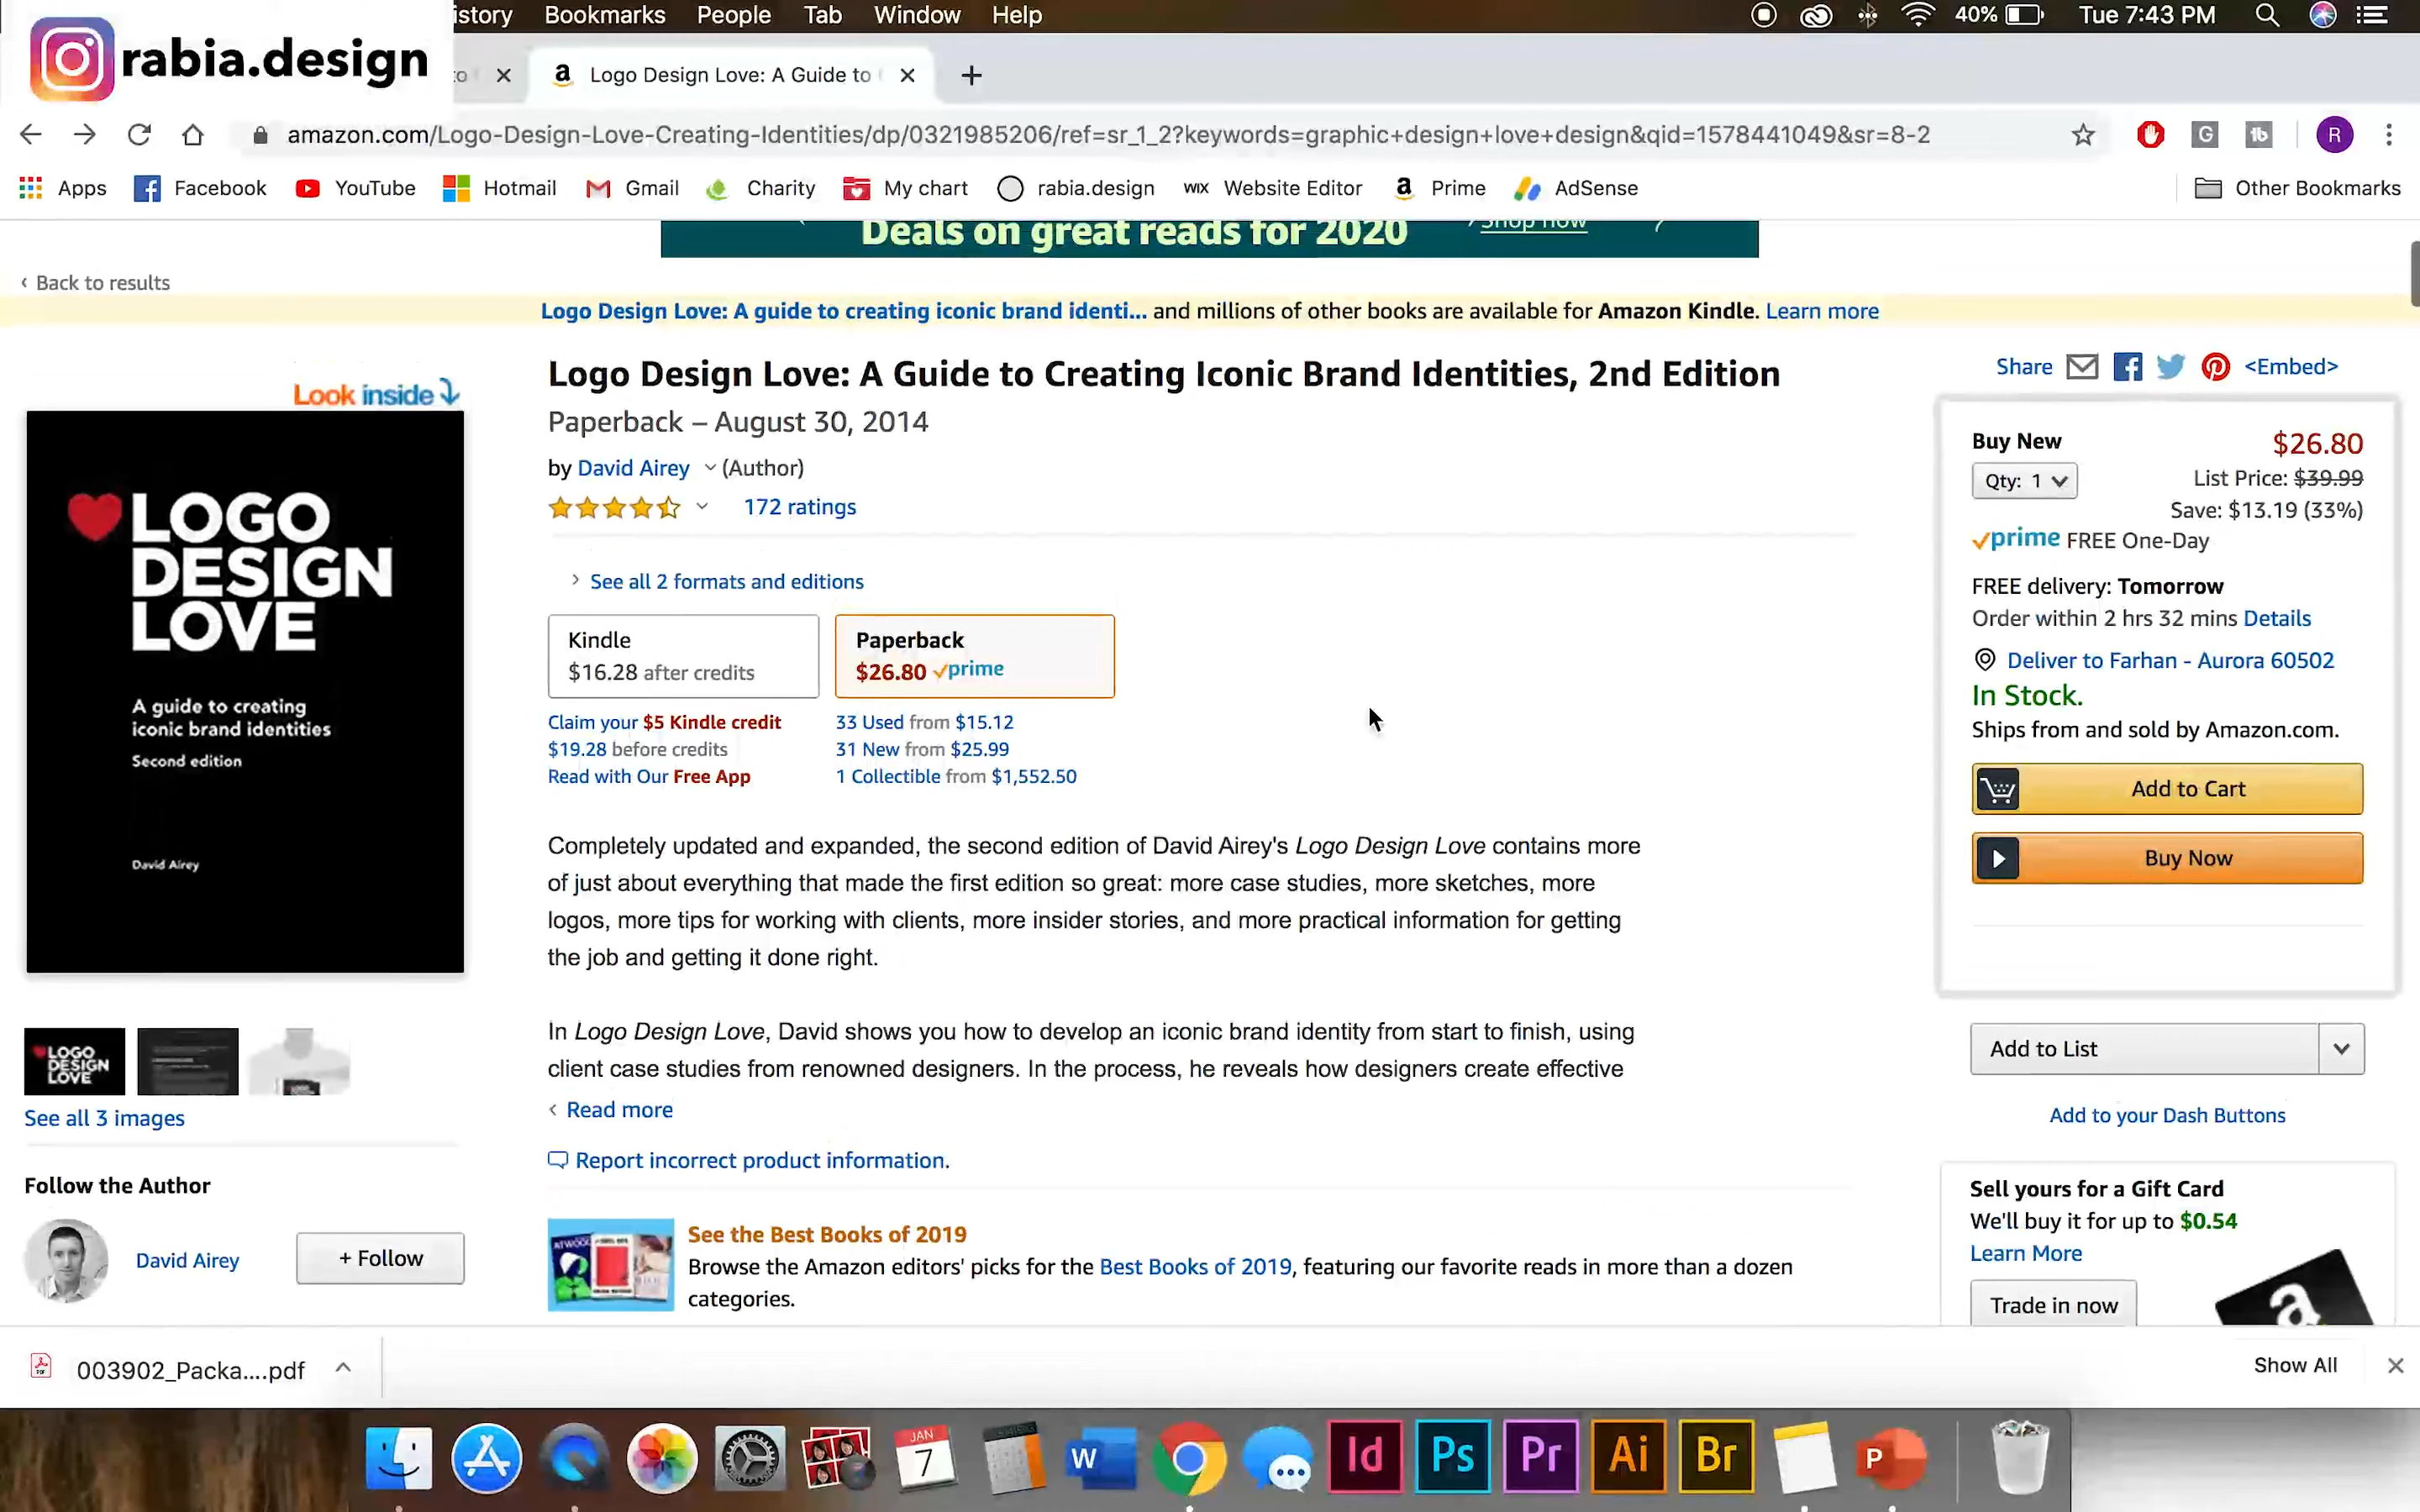 istory Bookmarks People Tab Window Help 40% Tue 7:43 PM
rabia.design
Logo Design Love: A Guide to
amazon.com/Logo-Design-Love-Creating-Identities/dp/0321985206/ref=sr_1_2?keywords=graphic+design+love+design&qid=1578441049&sr=8-2
G tb R
Apps Facebook YouTube Hotmail Gmail Charity My chart rabia.design WIX Website Editor a Prime AdSense Other Bookmarks
Deals on great reads for 2020 Shop now
‹ Back to results
Logo Design Love: A guide to creating iconic brand identi... and millions of other books are available for Amazon Kindle. Learn more
Look inside
LOGO
DESIGN
LOVE
A guide to creating
iconic brand identities
Second edition
David Airey
LOGO
DESIGN
LOVE
See all 3 images
Follow the Author
David Airey + Follow
Logo Design Love: A Guide to Creating Iconic Brand Identities, 2nd Edition
Paperback – August 30, 2014
by David Airey (Author)
172 ratings
› See all 2 formats and editions
Kindle
$16.28 after credits
Paperback
$26.80 prime
Claim your $5 Kindle credit
$19.28 before credits
Read with Our Free App
33 Used from $15.12
31 New from $25.99
1 Collectible from $1,552.50
Completely updated and expanded, the second edition of David Airey's Logo Design Love contains more
of just about everything that made the first edition so great: more case studies, more sketches, more
logos, more tips for working with clients, more insider stories, and more practical information for getting
the job and getting it done right.
In Logo Design Love, David shows you how to develop an iconic brand identity from start to finish, using
client case studies from renowned designers. In the process, he reveals how designers create effective
‹ Read more
Report incorrect product information.
ATWOOD
See the Best Books of 2019
Browse the Amazon editors' picks for the Best Books of 2019, featuring our favorite reads in more than a dozen
categories.
Share <Embed>
Buy New $26.80
Qty: 1 List Price: $39.99
Save: $13.19 (33%)
prime FREE One-Day
FREE delivery: Tomorrow
Order within 2 hrs 32 mins Details
Deliver to Farhan - Aurora 60502
In Stock.
Ships from and sold by Amazon.com.
Add to Cart
Buy Now
Add to List
Add to your Dash Buttons
Sell yours for a Gift Card
We'll buy it for up to $0.54
Learn More
Trade in now
a
003902_Packa....pdf Show All
JAN
7
W
Id Ps Pr Ai Br P